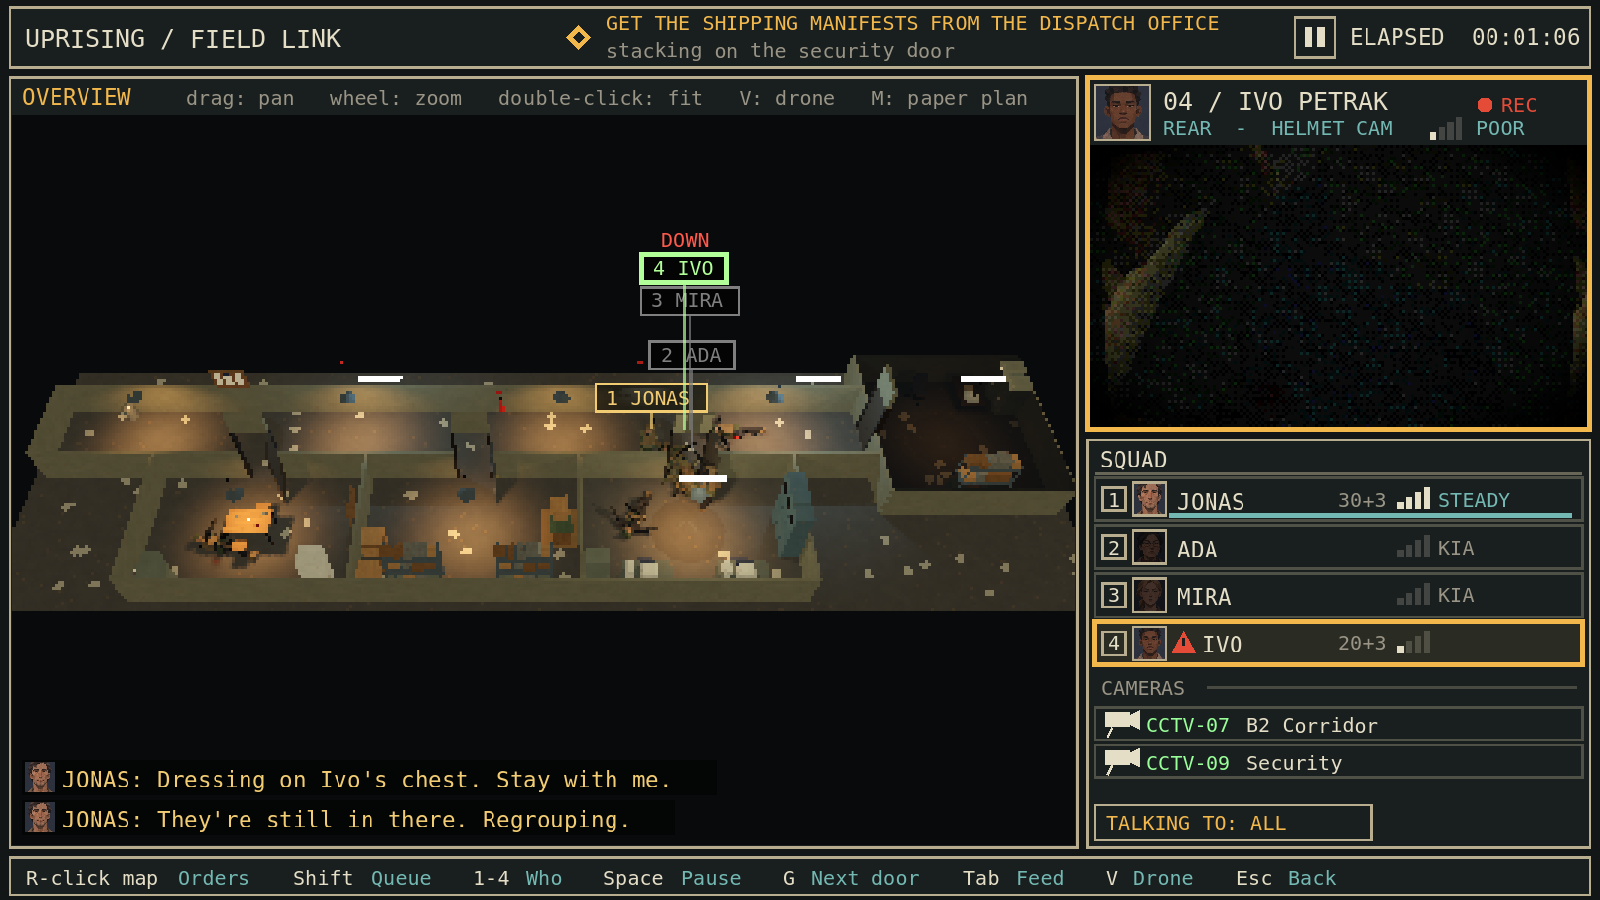 UPRISING / FIELD LINK
GET THE SHIPPING MANIFESTS FROM THE DISPATCH OFFICE
stacking on the security door
ELAPSED 00:01:06
OVERVIEW drag: pan wheel: zoom double-click: fit V: drone M: paper plan
04 / IVO PETRAK
REC
REAR - HELMET CAM
POOR
DOWN
4 IVO
3 MIRA
2 ADA
1 JONAS
SQUAD
1 JONAS 30+3 STEADY
2 ADA KIA
3 MIRA KIA
4 IVO 20+3
CAMERAS
CCTV-07 B2 Corridor
CCTV-09 Security
JONAS: Dressing on Ivo's chest. Stay with me.
JONAS: They're still in there. Regrouping.
TALKING TO: ALL
R-click map Orders Shift Queue 1-4 Who Space Pause G Next door Tab Feed V Drone Esc Back